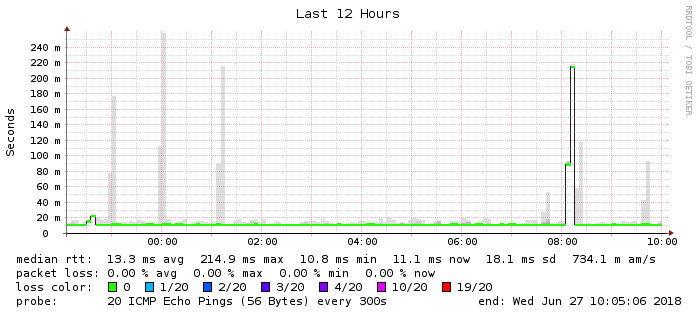 Last 12 Hours
RRDTOOL / TOBI OETIKER
Seconds
240 m
220 m
200 m
180 m
160 m
140 m
120 m
100 m
80 m
60 m
40 m
20 m
0
00:00 02:00 04:00 06:00 08:00 10:00
median rtt: 13.3 ms avg 214.9 ms max 10.8 ms min 11.1 ms now 18.1 ms sd 734.1 m am/s
packet loss: 0.00 % avg 0.00 % max 0.00 % min 0.00 % now
loss color: 0 1/20 2/20 3/20 4/20 10/20 19/20
probe: 20 ICMP Echo Pings (56 Bytes) every 300s end: Wed Jun 27 10:05:06 2018